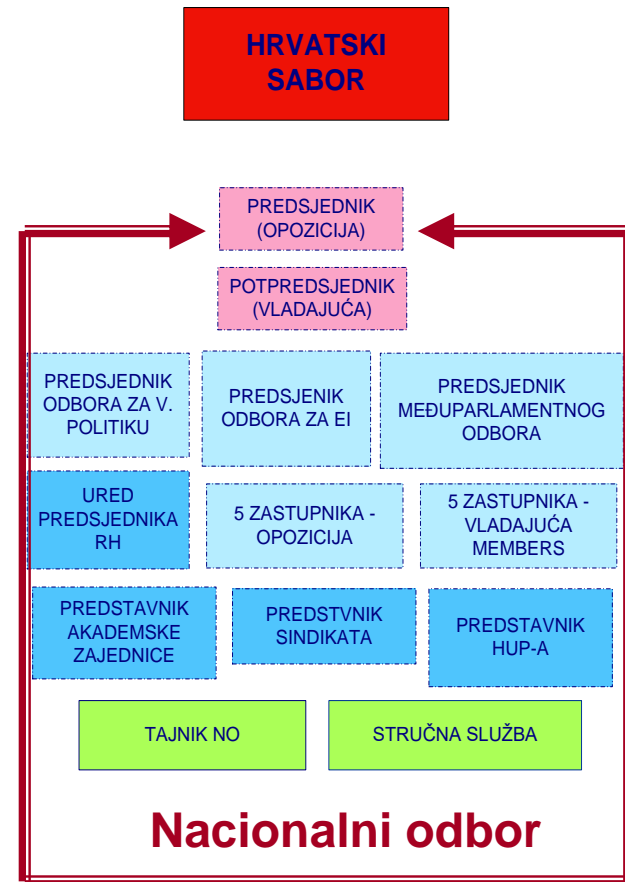 HRVATSKI
SABOR
PREDSJEDNIK
(OPOZICIJA)
POTPREDSJEDNIK
(VLADAJUĆA)
PREDSJEDNIK
ODBORA ZA V.
POLITIKU
PREDSJENIK
ODBORA ZA EI
PREDSJEDNIK
MEĐUPARLAMENTNOG
ODBORA
URED
PREDSJEDNIKA
RH
5 ZASTUPNIKA -
OPOZICIJA
5 ZASTUPNIKA -
VLADAJUĆA
MEMBERS
PREDSTAVNIK
AKADEMSKE
ZAJEDNICE
PREDSTVNIK
SINDIKATA
PREDSTAVNIK
HUP-A
TAJNIK NO
STRUČNA SLUŽBA
Nacionalni odbor